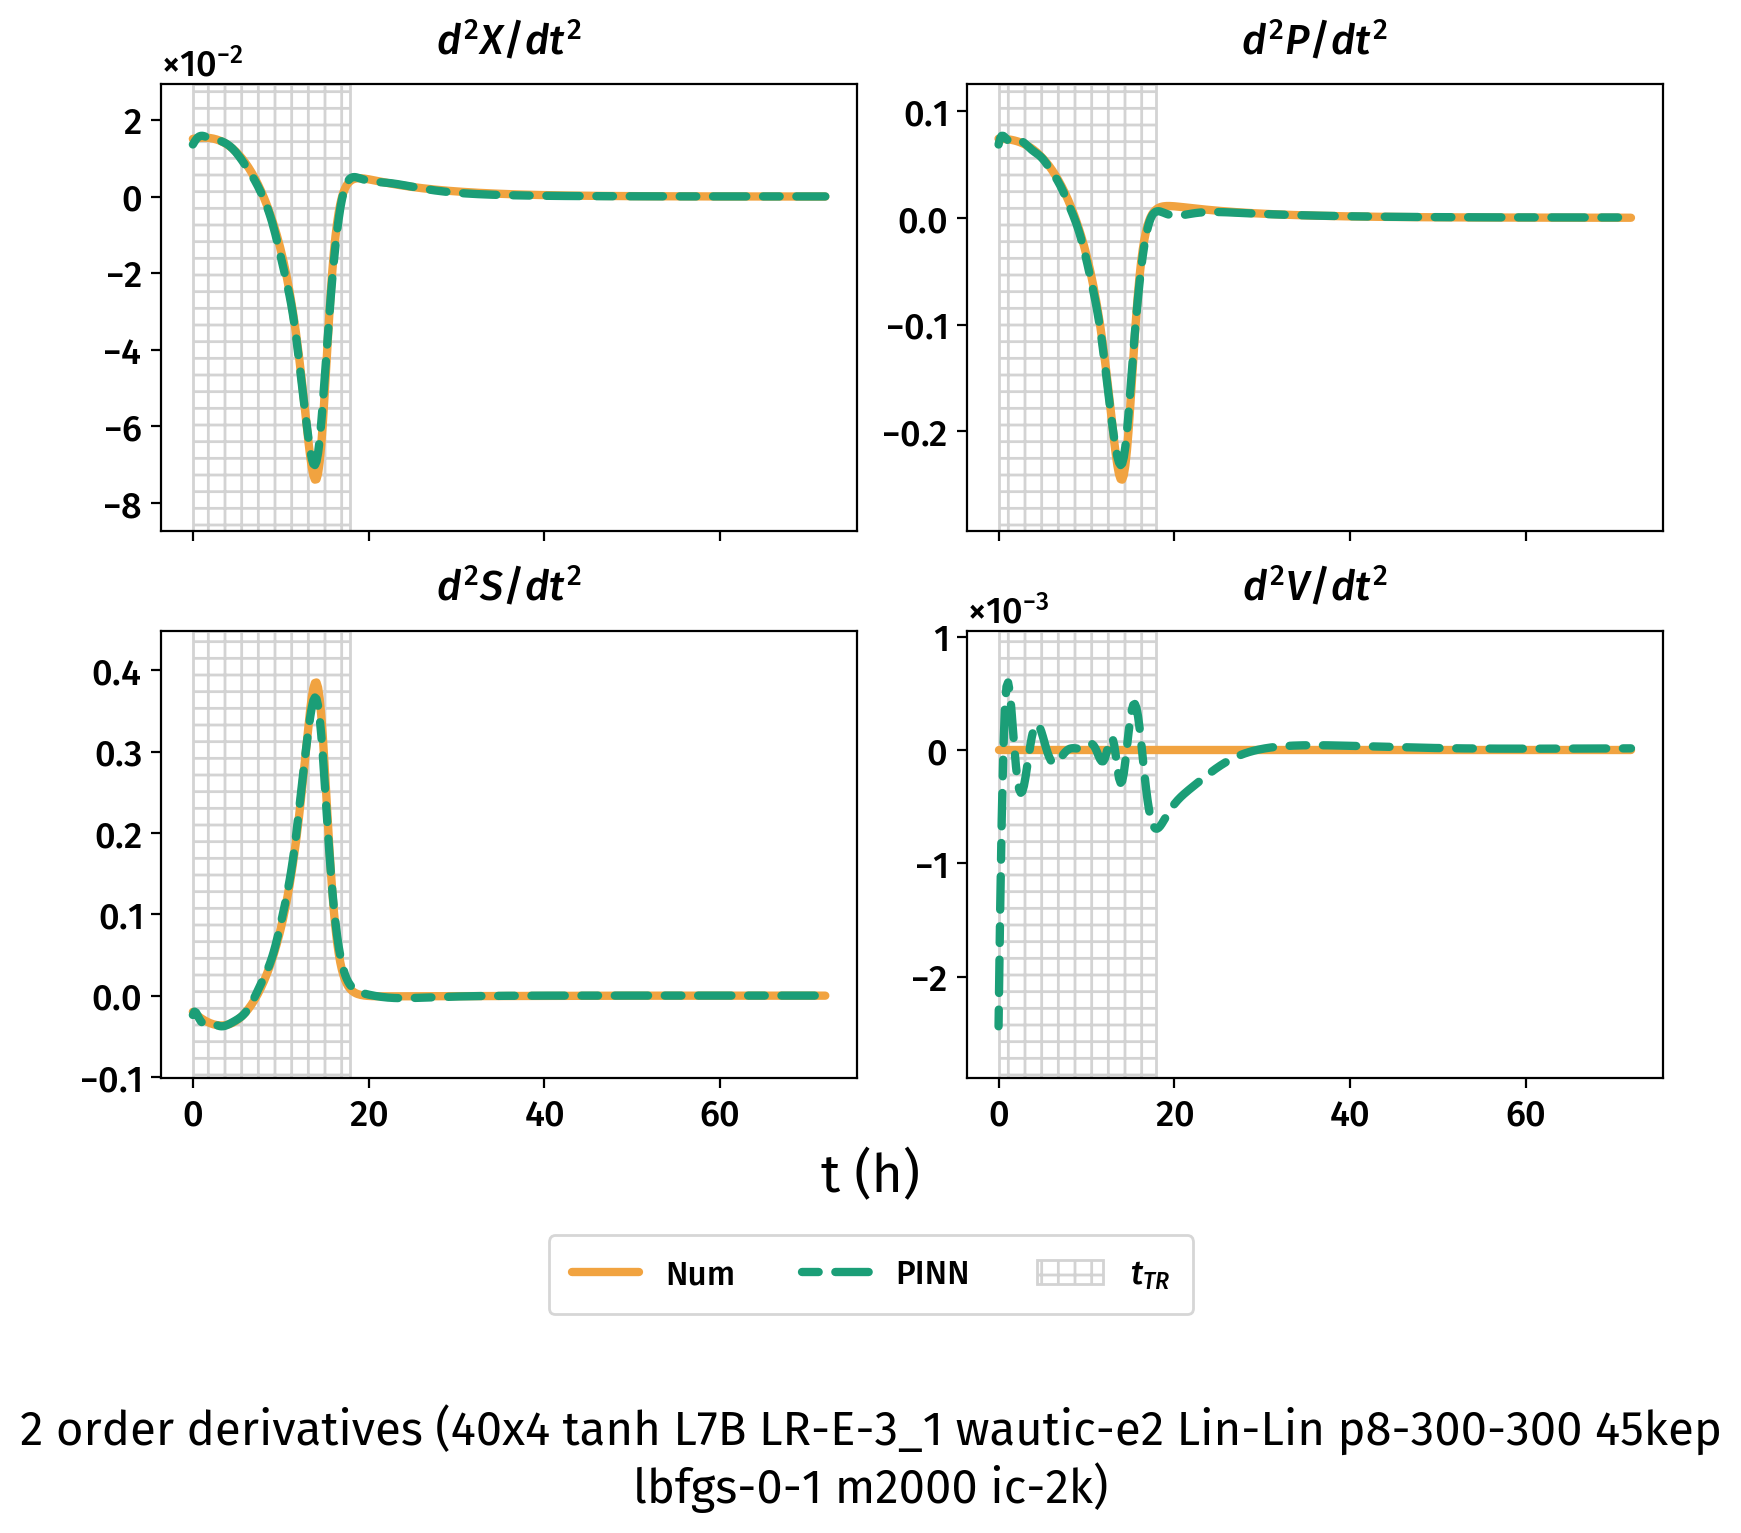 d²X/dt²
×10⁻²
2
0
−2
−4
−6
−8
d²P/dt²
0.1
0.0
−0.1
−0.2
d²S/dt²
0.4
0.3
0.2
0.1
0.0
−0.1
0 20 40 60
d²V/dt²
×10⁻³
1
0
−1
−2
0 20 40 60
t (h)
Num PINN t_TR
2 order derivatives (40x4 tanh L7B LR-E-3_1 wautic-e2 Lin-Lin p8-300-300 45kep
lbfgs-0-1 m2000 ic-2k)